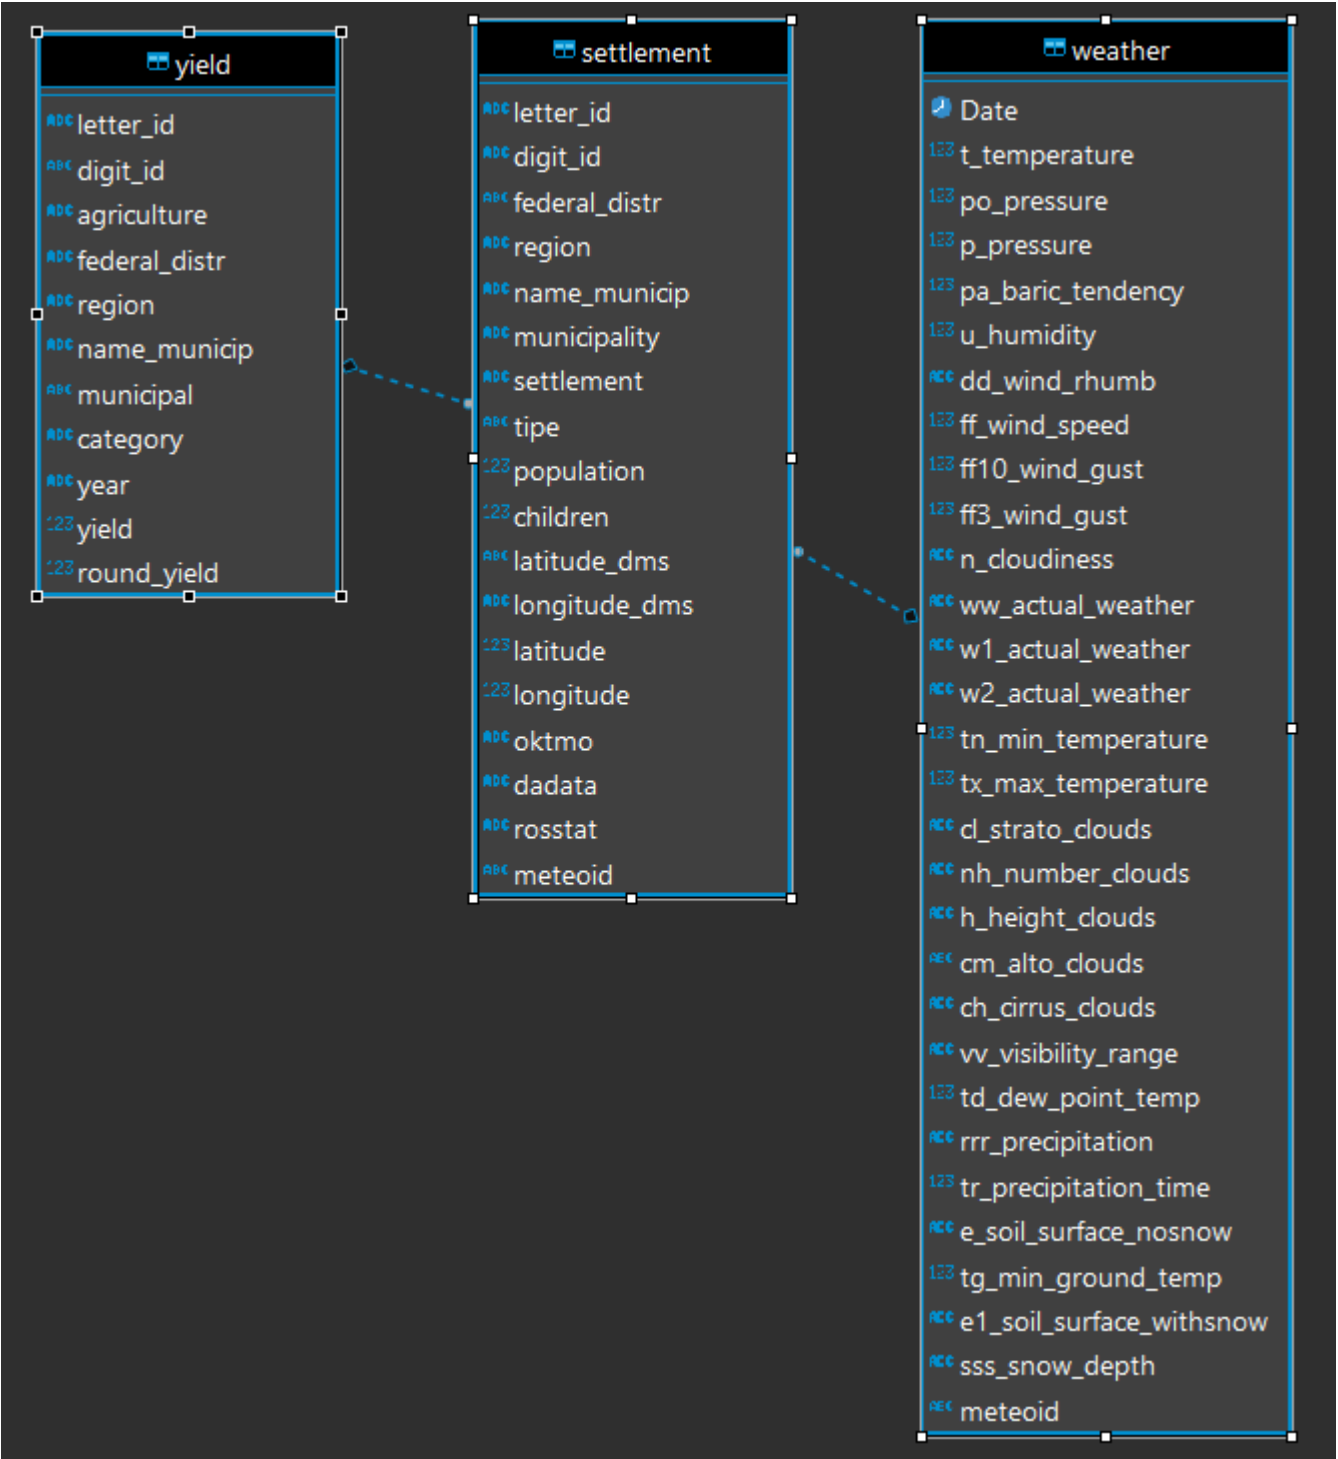 yield
letter_id
digit_id
agriculture
federal_distr
region
name_municip
municipal
category
year
yield
round_yield
settlement
letter_id
digit_id
federal_distr
region
name_municip
municipality
settlement
tipe
population
children
latitude_dms
longitude_dms
latitude
longitude
oktmo
dadata
rosstat
meteoid
weather
Date
t_temperature
po_pressure
p_pressure
pa_baric_tendency
u_humidity
dd_wind_rhumb
ff_wind_speed
ff10_wind_gust
ff3_wind_gust
n_cloudiness
ww_actual_weather
w1_actual_weather
w2_actual_weather
tn_min_temperature
tx_max_temperature
cl_strato_clouds
nh_number_clouds
h_height_clouds
cm_alto_clouds
ch_cirrus_clouds
vv_visibility_range
td_dew_point_temp
rrr_precipitation
tr_precipitation_time
e_soil_surface_nosnow
tg_min_ground_temp
e1_soil_surface_withsnow
sss_snow_depth
meteoid